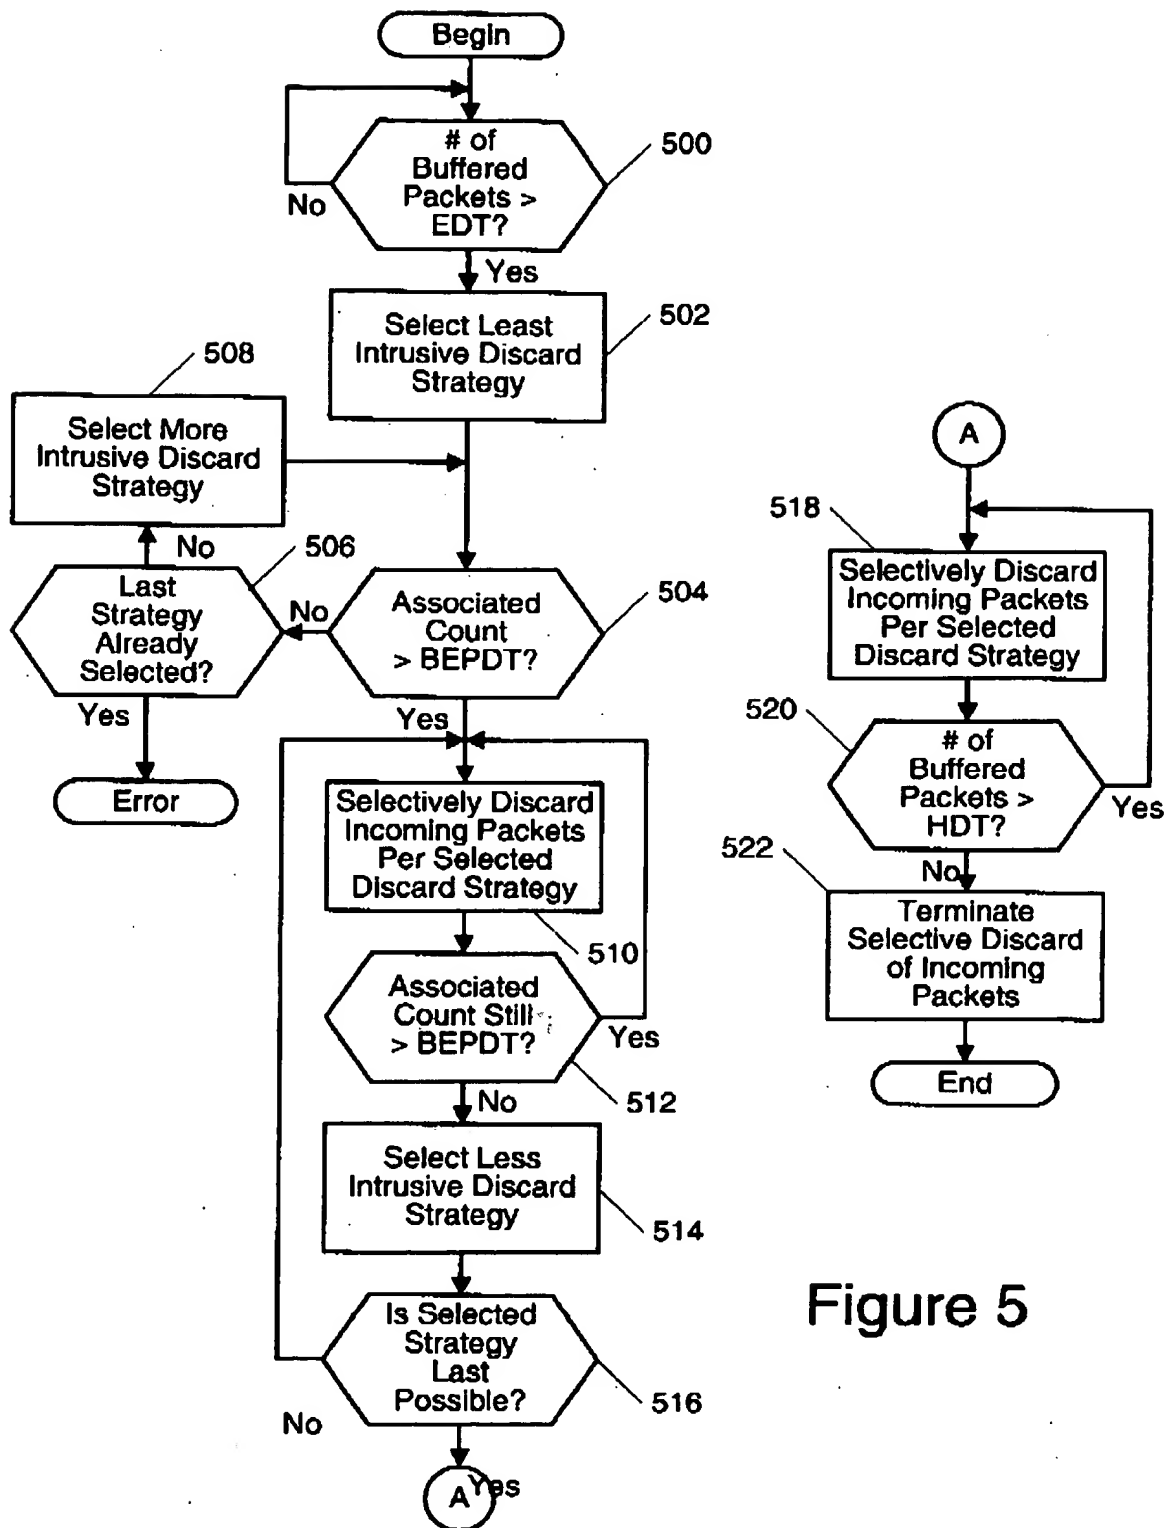 Begin
# of
Buffered
Packets >
EDT?
500
No
Yes
Select Least
Intrusive Discard
Strategy
502
508
Select More
Intrusive Discard
Strategy
No
506
Last
Strategy
Already
Selected?
No
Associated
Count
> BEPDT?
504
Yes
Error
Yes
Selectively Discard
Incoming Packets
Per Selected
Discard Strategy
510
Associated
Count Still
> BEPDT?
Yes
512
No
Select Less
Intrusive Discard
Strategy
514
Is Selected
Strategy
Last
Possible?
516
No
Yes
A
A
518
Selectively Discard
Incoming Packets
Per Selected
Discard Strategy
520
# of
Buffered
Packets >
HDT?
Yes
522
No
Terminate
Selective Discard
of Incoming
Packets
End
Figure 5